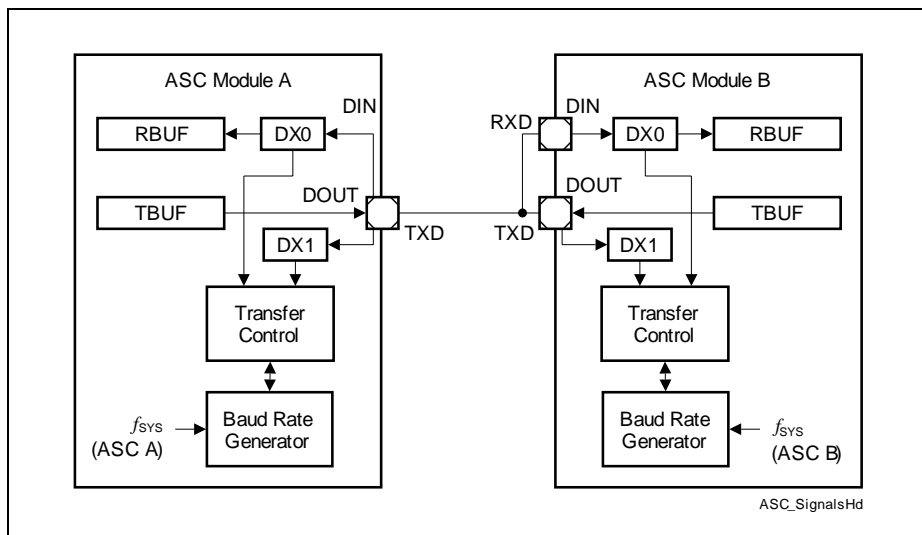 ASC Module A
DIN
RBUF
DX0
DOUT
TBUF
TXD
DX1
Transfer
Control
Baud Rate
Generator
fSYS
(ASC A)
ASC Module B
RXD
DIN
DX0
RBUF
DOUT
TBUF
TXD
DX1
Transfer
Control
Baud Rate
Generator
fSYS
(ASC B)
ASC_SignalsHd